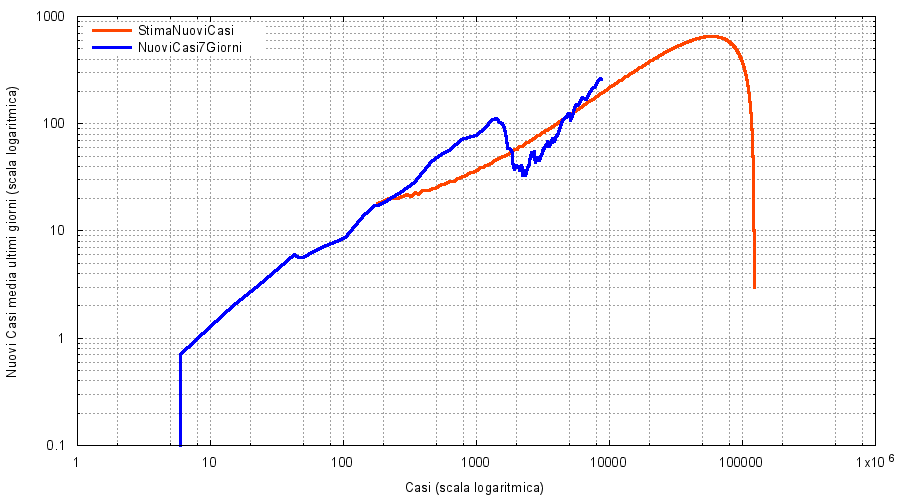 1000
100
10
1
0.1
StimaNuoviCasi
NuoviCasi7Giorni
Nuovi Casi media ultimi giorni (scala logaritmica)
1 10 100 1000 10000 100000 1x10 6
Casi (scala logaritmica)